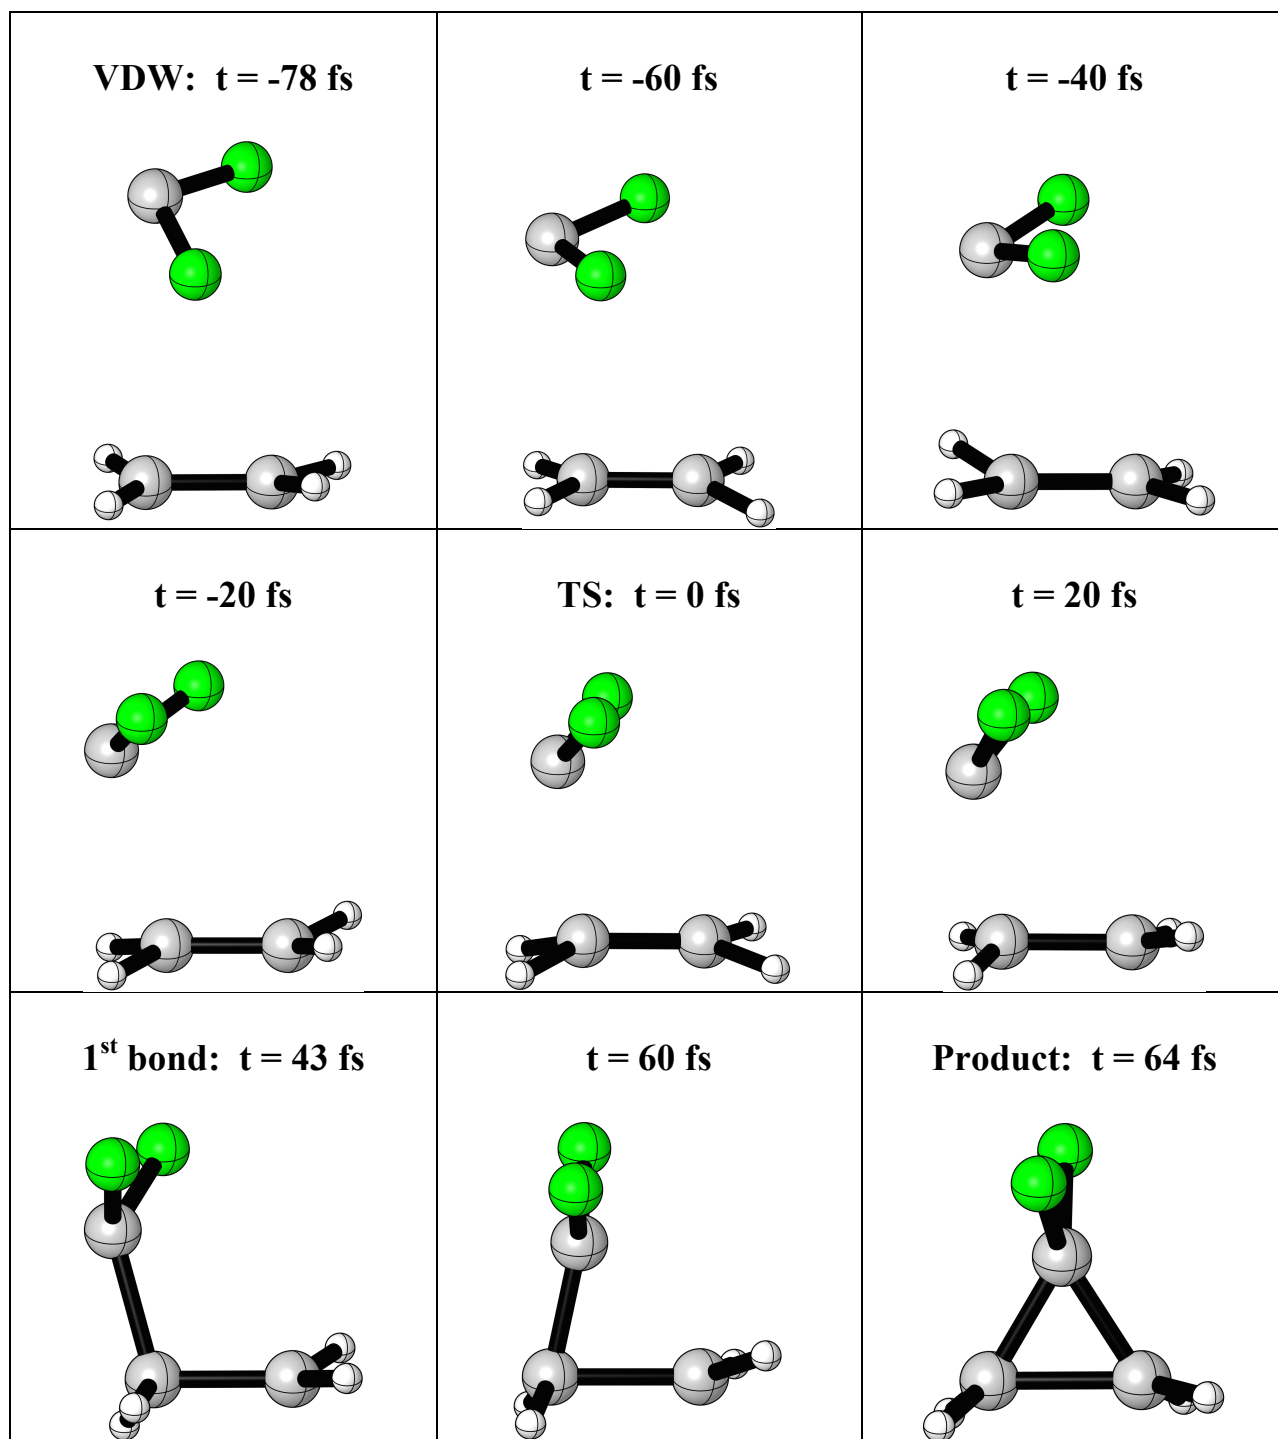 VDW: t = -78 fs
t = -60 fs
t = -40 fs
t = -20 fs
TS: t = 0 fs
t = 20 fs
1st bond: t = 43 fs
t = 60 fs
Product: t = 64 fs